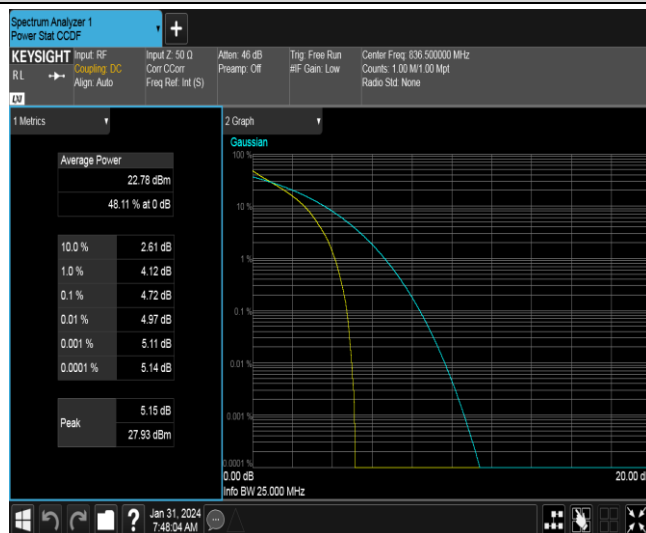 Spectrum Analyzer 1
Power Stat CCDF
+
KEYSIGHT
RL
LXI
Input: RF
Coupling: DC
Align: Auto
Input Z: 50 Ω
Corr CCorr
Freq Ref: Int (S)
Atten: 46 dB
Preamp: Off
Trig: Free Run
#IF Gain: Low
Center Freq: 836.500000 MHz
Counts: 1.00 M/1.00 Mpt
Radio Std: None
1 Metrics
Average Power
22.78 dBm
48.11 % at 0 dB
10.0 % 2.61 dB
1.0 % 4.12 dB
0.1 % 4.72 dB
0.01 % 4.97 dB
0.001 % 5.11 dB
0.0001 % 5.14 dB
Peak
5.15 dB
27.93 dBm
2 Graph
Gaussian
100 %
10 %
1 %
0.1 %
0.01 %
0.001 %
0.0001 %
0.00 dB
20.00 d
Info BW 25.000 MHz
?
Jan 31, 2024
7:48:04 AM